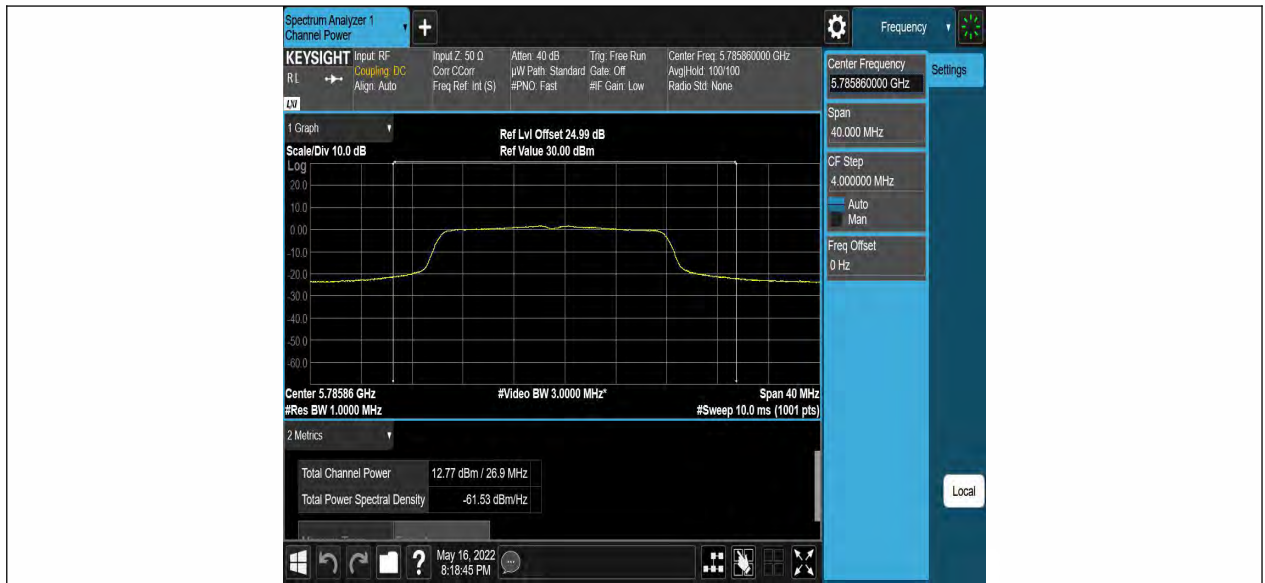 Spectrum Analyzer 1
Channel Power
+
Frequency
KEYSIGHT
RL
LXI
Input: RF
Coupling: DC
Align: Auto
Input Z: 50 Ω
Corr CCorr
Freq Ref: Int (S)
Atten: 40 dB
µW Path: Standard
#PNO: Fast
Trig: Free Run
Gate: Off
#IF Gain: Low
Center Freq: 5.785860000 GHz
Avg|Hold: 100/100
Radio Std: None
Center Frequency
5.785860000 GHz
Settings
Span
40.000 MHz
CF Step
4.000000 MHz
Auto
Man
Freq Offset
0 Hz
Local
1 Graph
Scale/Div 10.0 dB
Ref Lvl Offset 24.99 dB
Ref Value 30.00 dBm
Log
20.0
10.0
0.00
-10.0
-20.0
-30.0
-40.0
-50.0
-60.0
Center 5.78586 GHz
#Video BW 3.0000 MHz*
Span 40 MHz
#Res BW 1.0000 MHz
#Sweep 10.0 ms (1001 pts)
2 Metrics
Total Channel Power 12.77 dBm / 26.9 MHz
Total Power Spectral Density -61.53 dBm/Hz
?
May 16, 2022
8:18:45 PM